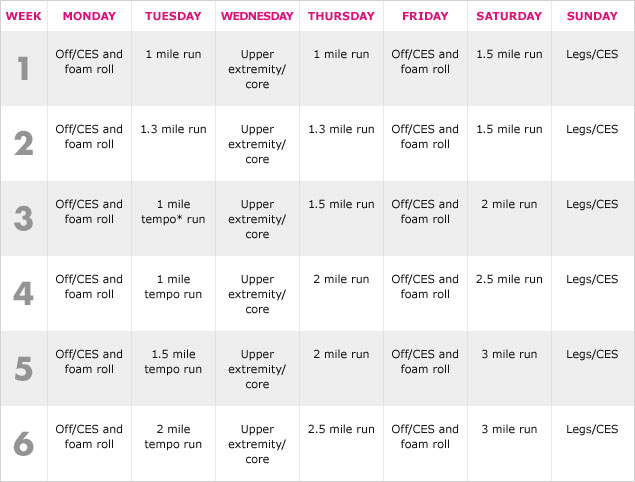 WEEK MONDAY TUESDAY WEDNESDAY THURSDAY FRIDAY SATURDAY SUNDAY
1
Off/CES and
foam roll
1 mile run
Upper
extremity/
core
1 mile run
Off/CES and
foam roll
1.5 mile run
Legs/CES
2
Off/CES and
foam roll
1.3 mile run
Upper
extremity/
core
1.3 mile run
Off/CES and
foam roll
1.5 mile run
Legs/CES
3
Off/CES and
foam roll
1 mile
tempo* run
Upper
extremity/
core
1.5 mile run
Off/CES and
foam roll
2 mile run
Legs/CES
4
Off/CES and
foam roll
1 mile
tempo run
Upper
extremity/
core
2 mile run
Off/CES and
foam roll
2.5 mile run
Legs/CES
5
Off/CES and
foam roll
1.5 mile
tempo run
Upper
extremity/
core
2 mile run
Off/CES and
foam roll
3 mile run
Legs/CES
6
Off/CES and
foam roll
2 mile
tempo run
Upper
extremity/
core
2.5 mile run
Off/CES and
foam roll
3 mile run
Legs/CES